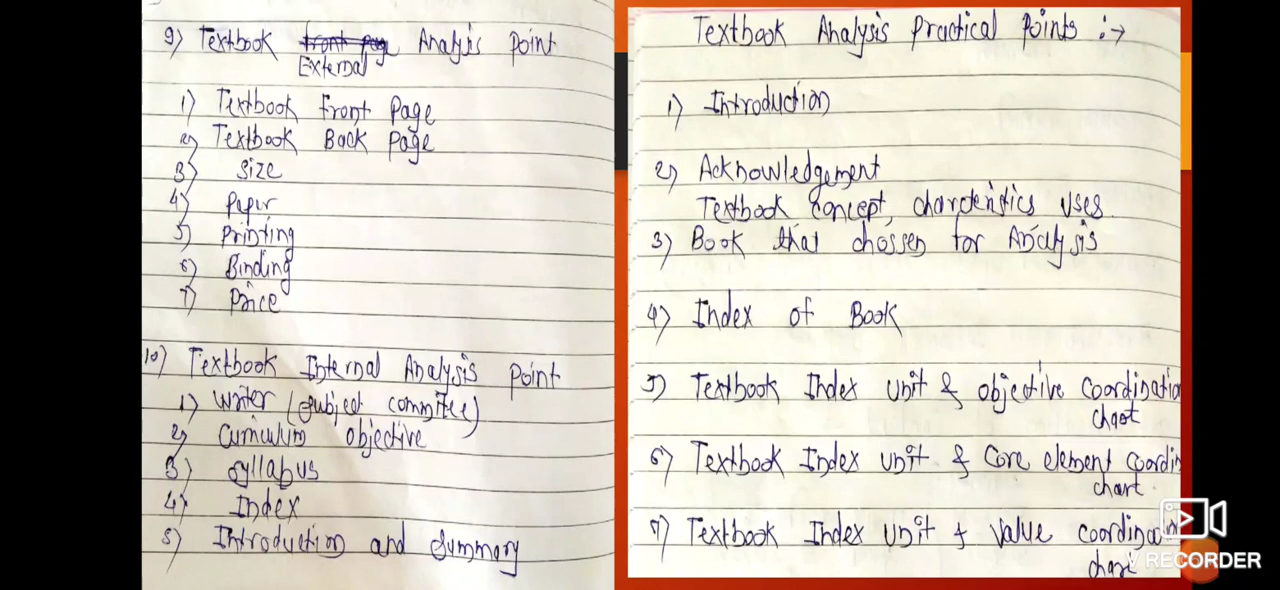 9) Textbook front page Analysis Point
External
1) Textbook Front Page
2) Textbook Back Page
3) Size
4) Paper
5) Printing
6) Binding
7) Price
10) Textbook Internal Analysis Point
1) Writer (Subject committee)
2) Curriculum objective
3) Syllabus
4) Index
5) Introduction and Summary
Textbook Analysis Practical Points :→
1) Introduction
2) Acknowledgement
Textbook concept, charcteristics uses
3) Book that chossen for Analysis
4) Index of Book
5) Textbook Index unit & objective coordination
chart
6) Textbook Index unit & Core element coordin
chart
7) Textbook Index unit & Value coordina
chart
V RECORDER